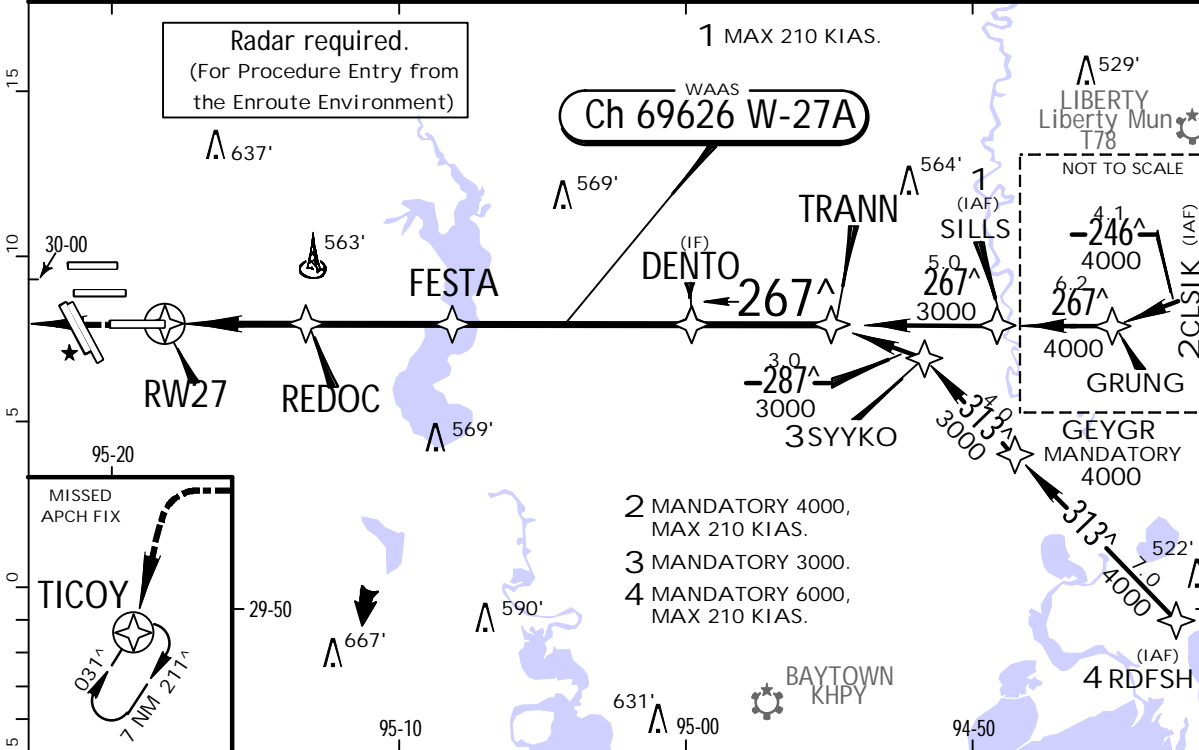 Radar required.
(For Procedure Entry from
the Enroute Environment)
1 MAX 210 KIAS.
WAAS
Ch 69626 W-27A
529'
LIBERTY
Liberty Mun
T78
NOT TO SCALE
15
637'
569'
564'
1
(IAF)
SILLS
TRANN
4.1
246^
4000
2CLSIK (IAF)
10
30-00
563'
FESTA
(IF)
DENTO
267^
5.0
267^
3000
6.2
267^
4000
GRUNG
RW27
REDOC
3.0
287^
3000
3 SYYKO
4.0
313^
3000
GEYGR
MANDATORY
4000
5
569'
95-20
MISSED
APCH FIX
2 MANDATORY 4000,
MAX 210 KIAS.
3 MANDATORY 3000.
4 MANDATORY 6000,
MAX 210 KIAS.
313^
7.0
4000
522'
0
TICOY
29-50
590'
667'
031^
7 NM 211^
(IAF)
4 RDFSH
BAYTOWN
KHPY
631'
5
95-10
95-00
94-50